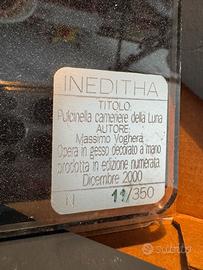 INEDITHA
TITOLO:
Pulcinella cameriere della Luna
AUTORE:
Massimo Voghera
Opera in gesso decorato a mano
prodotta in edizione numerata.
Dicembre 2000
N 11/350
subito